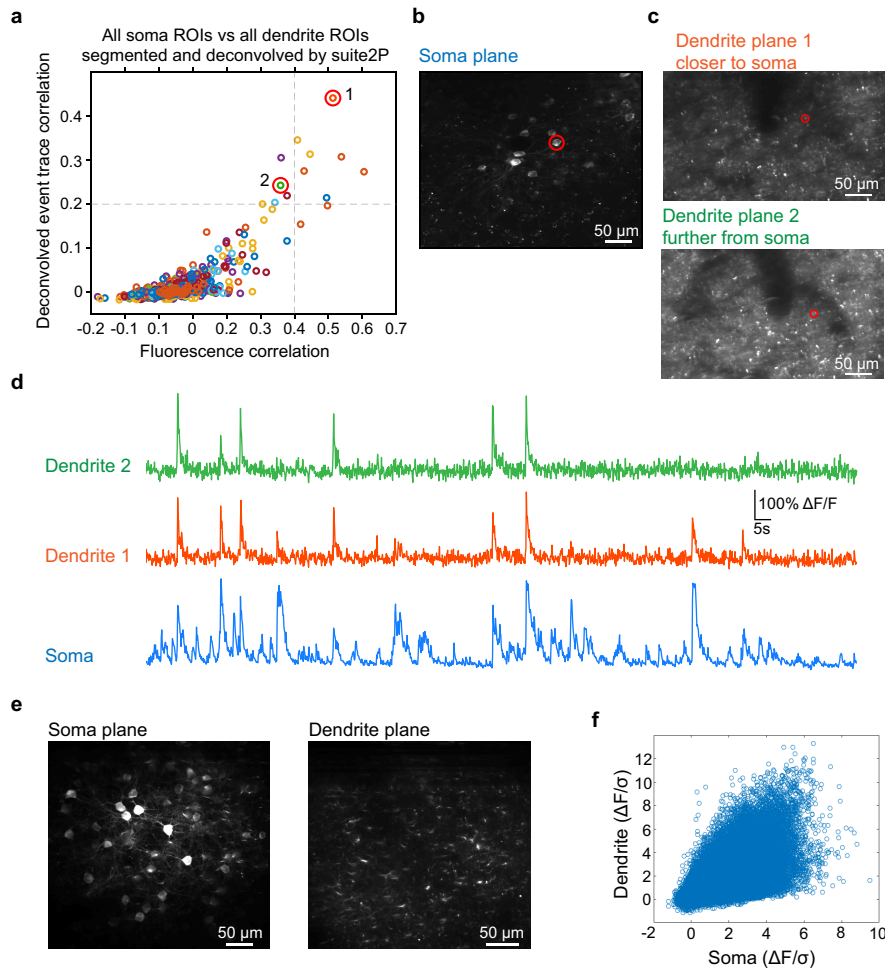 a
All soma ROIs vs all dendrite ROIs
segmented and deconvolved by suite2P
Deconvolved event trace correlation
0.4
0.3
0.2
0.1
0
1
2
-0.2
-0.1
0
0.1
0.2
0.3
0.4
0.5
0.6
0.7
Fluorescence correlation
b
Soma plane
50 µm
c
Dendrite plane 1
closer to soma
50 µm
Dendrite plane 2
further from soma
50 µm
d
Dendrite 2
Dendrite 1
Soma
100% ΔF/F
5s
e
Soma plane
50 µm
Dendrite plane
50 µm
f
Dendrite (ΔF/σ)
12
10
8
6
4
2
0
-2
0
2
4
6
8
10
Soma (ΔF/σ)